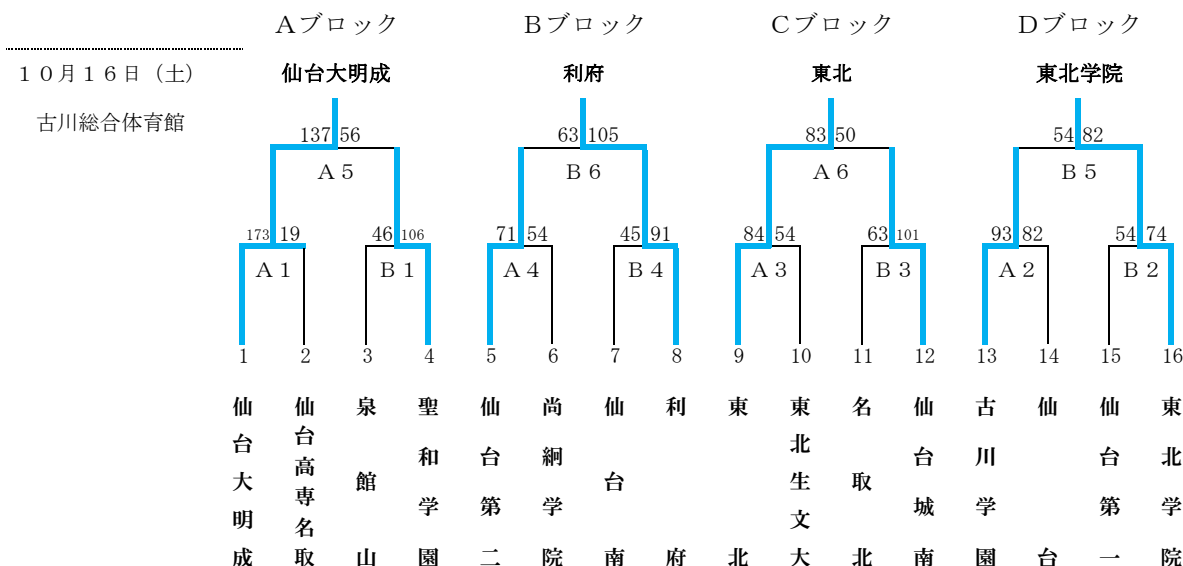 Aブロック Bブロック Cブロック Dブロック
10月16日（土） 仙台大明成 利府 東北 東北学院
古川総合体育館
137 56 63 105 83 50 54 82
A5 B6 A6 B5
173 19 46 106 71 54 45 91 84 54 63 101 93 82 54 74
A1 B1 A4 B4 A3 B3 A2 B2
1 2 3 4 5 6 7 8 9 10 11 12 13 14 15 16
仙台大明成
仙台高専名取
泉館山
聖和学園
仙台第二
尚絅学院
仙台南
利府
東北
東北生文大
名取北
仙台城南
古川学園
仙台
仙台第一
東北学院